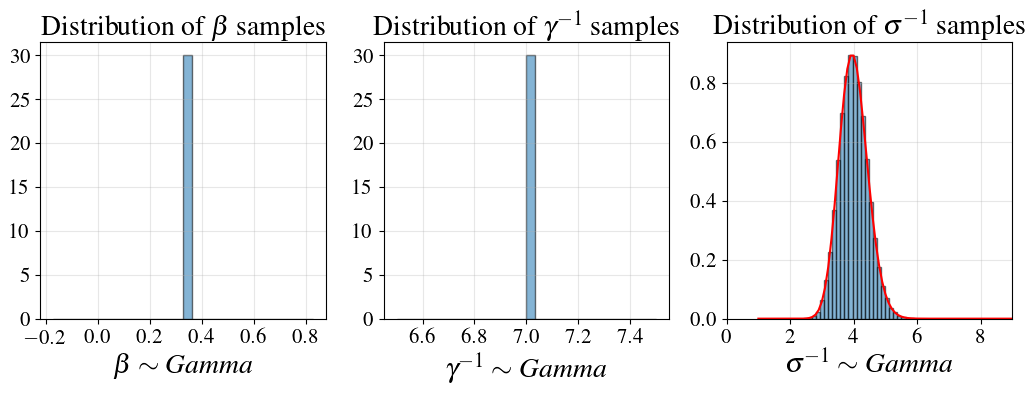 Distribution of β samples
30
25
20
15
10
5
0
−0.2 0.0 0.2 0.4 0.6 0.8
β ∼ Gamma
Distribution of γ⁻¹ samples
30
25
20
15
10
5
0
6.6 6.8 7.0 7.2 7.4
γ⁻¹ ∼ Gamma
Distribution of σ⁻¹ samples
0.8
0.6
0.4
0.2
0.0
0 2 4 6 8
σ⁻¹ ∼ Gamma